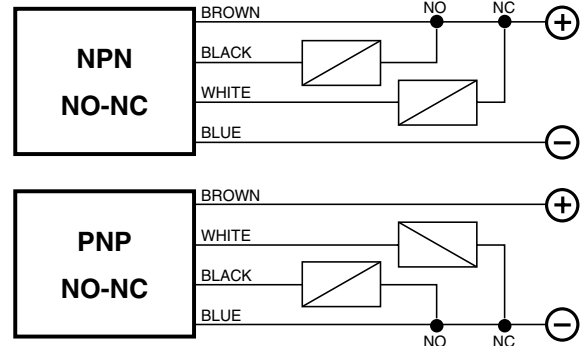 BROWN NO NC +
NPN
BLACK
NO-NC
WHITE
BLUE −
BROWN +
PNP
WHITE
NO-NC
BLACK
BLUE −
NO NC